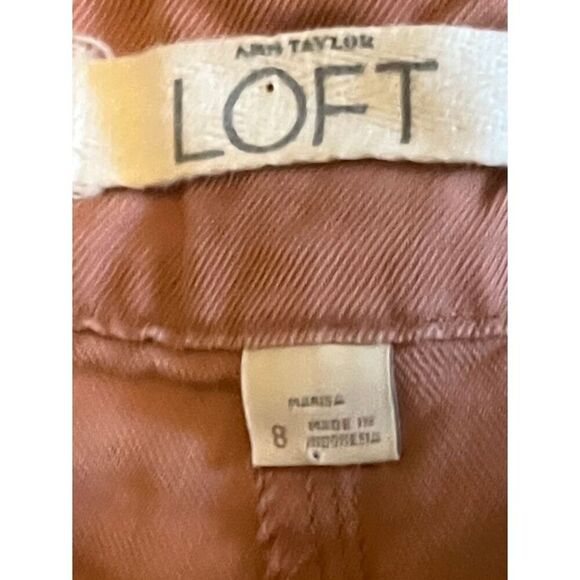 ANN TAYLOR
LOFT
MARISA
8 MADE IN
INDONESIA